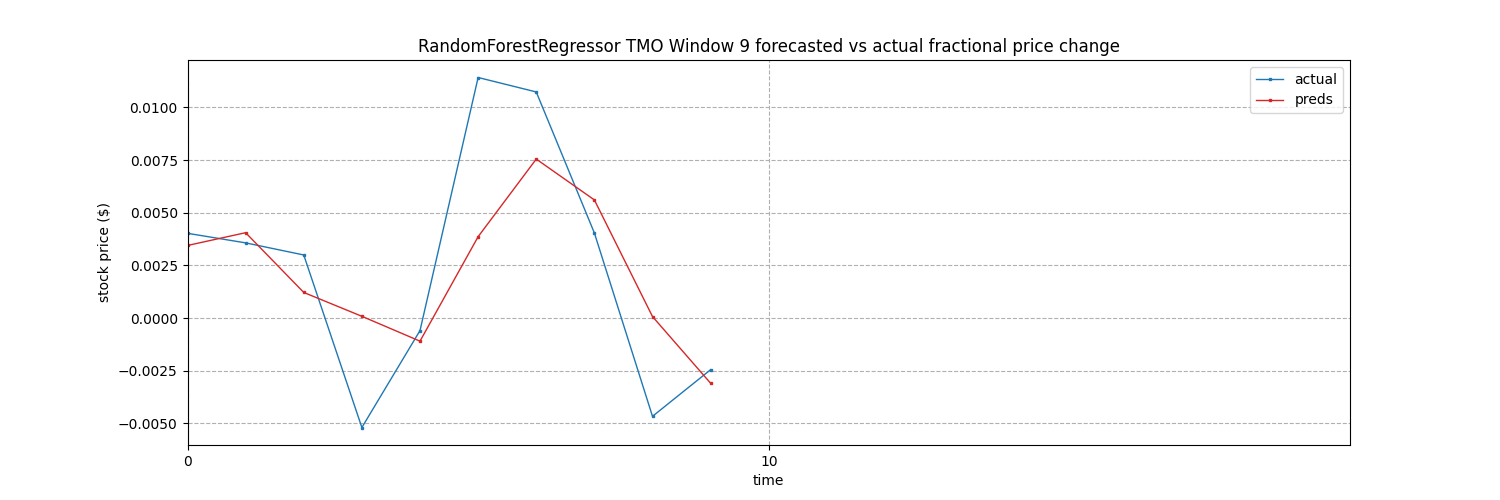 RandomForestRegressor TMO Window 9 forecasted vs actual fractional price change
actual
preds
0.0100
0.0075
0.0050
0.0025
0.0000
−0.0025
−0.0050
stock price ($)
0
10
time